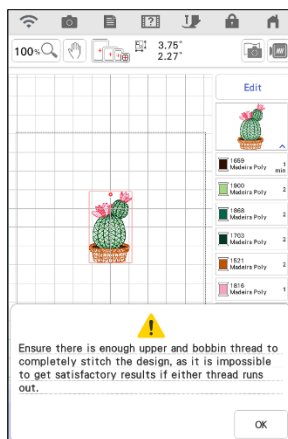 100%
3.75"
2.27"
Edit
1659
Madeira Poly
1
min
1900
Madeira Poly
2
1868
Madeira Poly
2
1703
Madeira Poly
2
1521
Madeira Poly
2
1816
Madeira Poly
1
Ensure there is enough upper and bobbin thread to
completely stitch the design, as it is impossible
to get satisfactory results if either thread runs
out.
OK